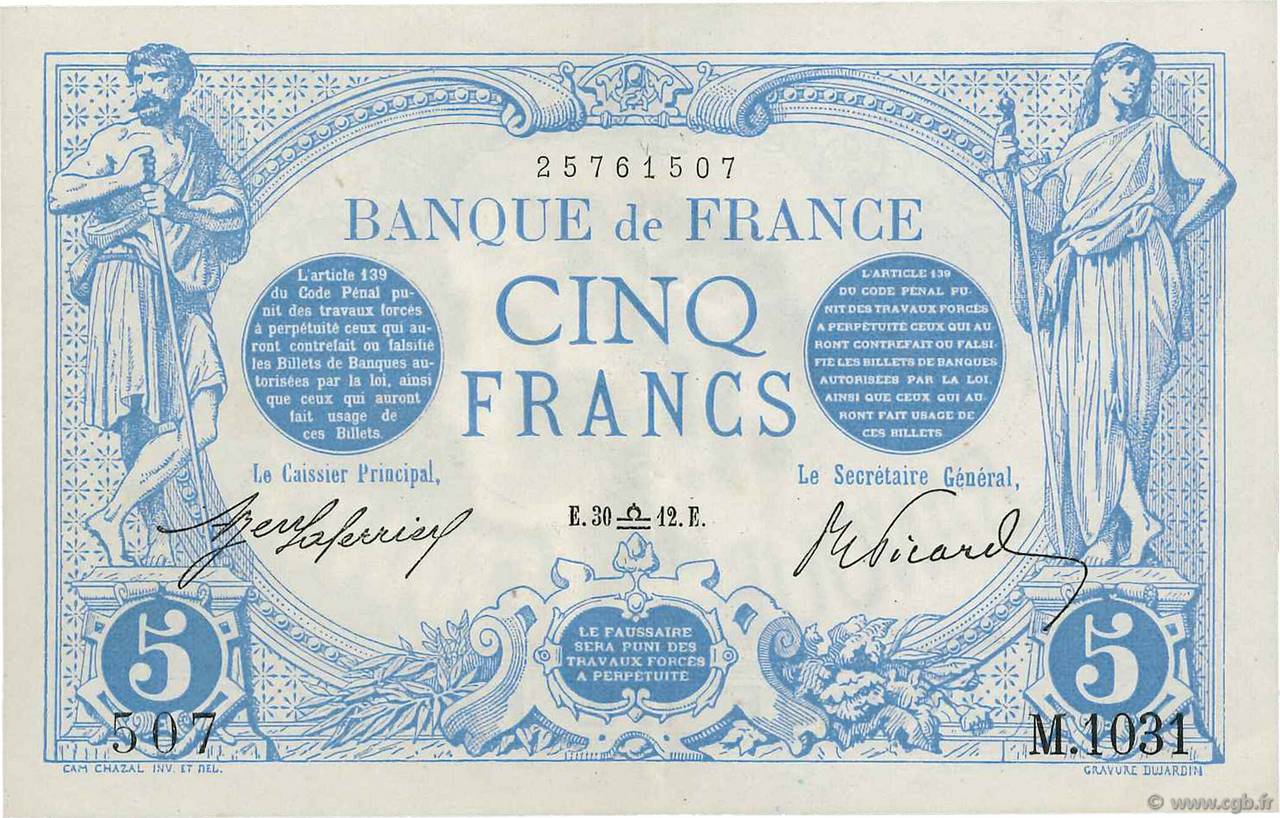 25761507
BANQUE de FRANCE
CINQ
FRANCS
L'article 139
du Code Pénal pu-
nit des travaux forcés
à perpétuité ceux qui au-
ront contrefait ou falsifié
les Billets de Banques au-
torisées par la loi, ainsi
que ceux qui auront
fait usage de
ces Billets.
L'ARTICLE 139
DU CODE PÉNAL PU-
NIT DES TRAVAUX FORCÉS
A PERPÉTUITÉ CEUX QUI AU
RONT CONTREFAIT OU FALSI-
FIÉ LES BILLETS DE BANQUES
AUTORISÉES PAR LA LOI,
AINSI QUE CEUX QUI AU-
RONT FAIT USAGE DE
CES BILLETS
Le Caissier Principal,
Le Secrétaire Général,
E.30 ♎ 12.E.
Picard
LE FAUSSAIRE
SERA PUNI DES
TRAVAUX FORCÉS
A PERPÉTUITÉ
5
5
507
M.1031
CAM CHAZAL INV. ET DEL.
GRAVURE DUJARDIN
© www.cgb.fr